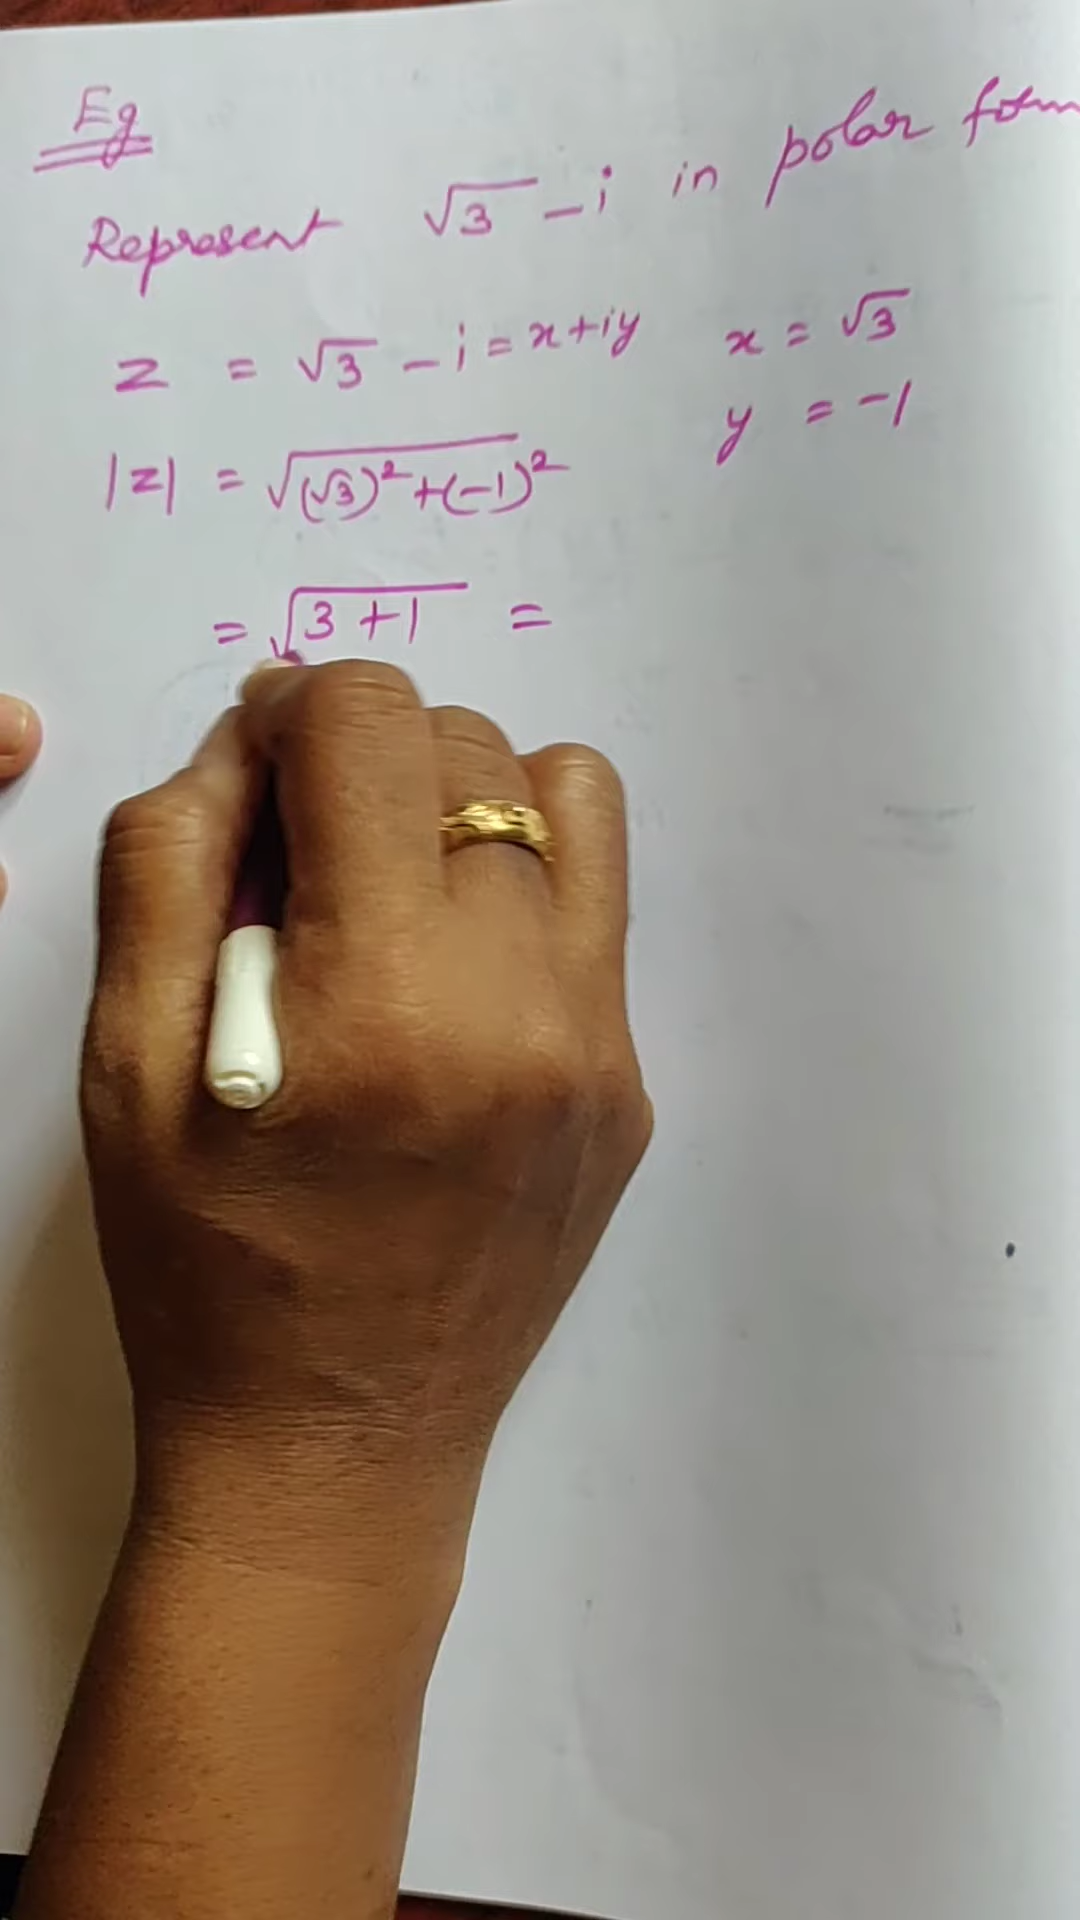 Eg
Represent √3 - i in polar form
z = √3 - i = x+iy x = √3
y = -1
|z| = √(√3)²+(-1)²
= √3+1 =